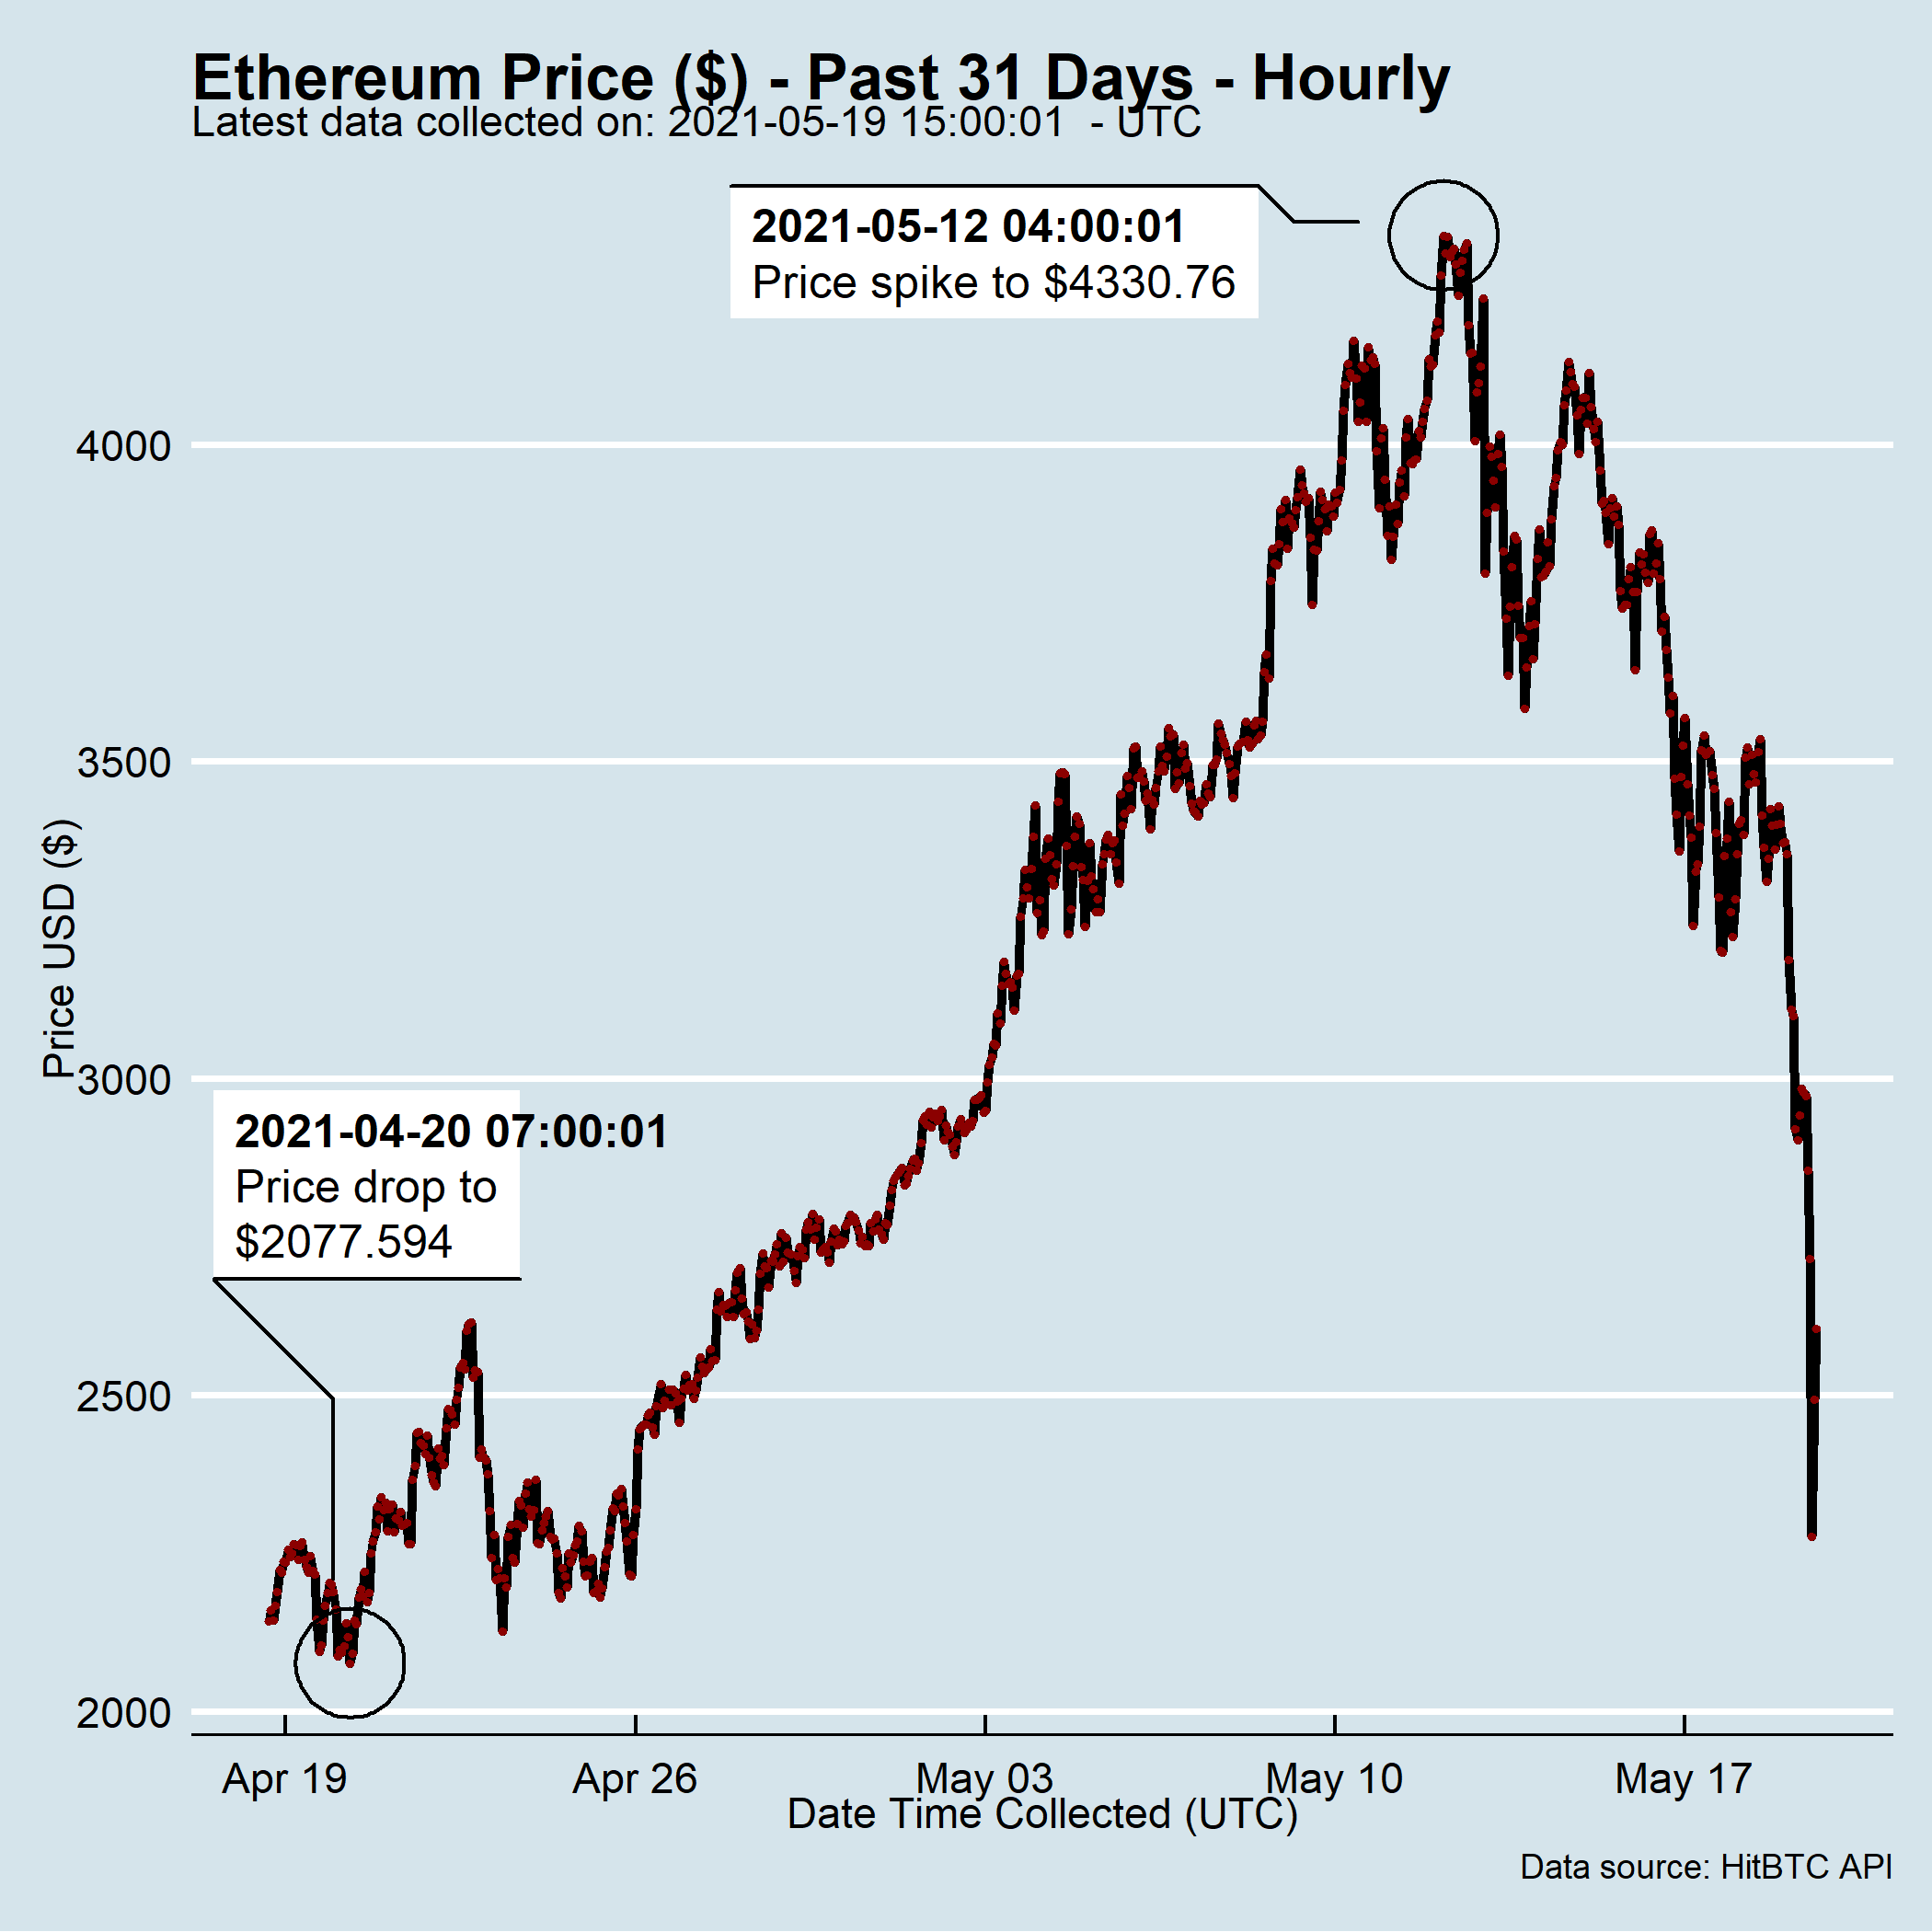 Ethereum Price ($) - Past 31 Days - Hourly
Latest data collected on: 2021-05-19 15:00:01  - UTC
2021-05-12 04:00:01
Price spike to $4330.76
4000
3500
3000
2500
2000
Price USD ($)
2021-04-20 07:00:01
Price drop to
$2077.594
Apr 19
Apr 26
May 03
May 10
May 17
Date Time Collected (UTC)
Data source: HitBTC API